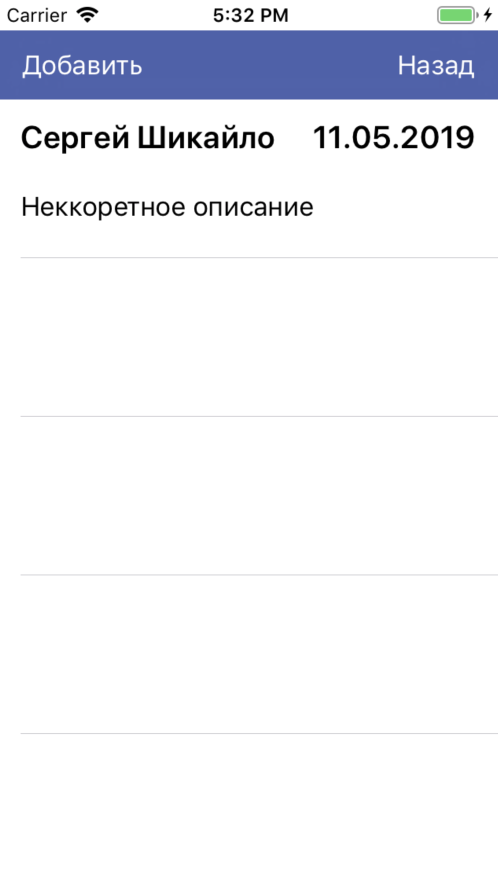 Carrier 5:32 PM
Добавить Назад
Сергей Шикайло 11.05.2019
Неккоретное описание